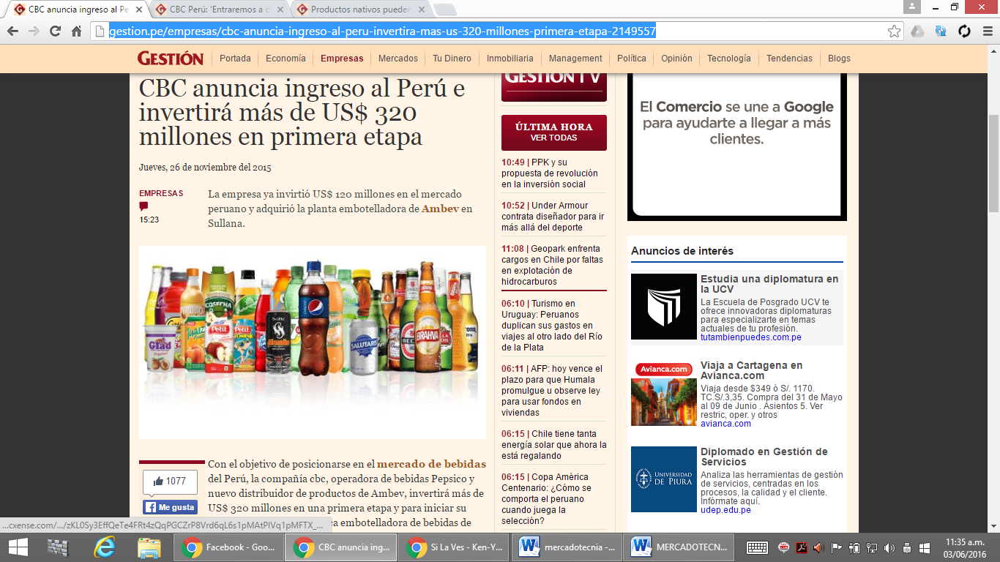 CBC anuncia ingreso al Pe
CBC Perú: 'Entraremos a c
Productos nativos pueden
gestion.pe/empresas/cbc-anuncia-ingreso-al-peru-invertira-mas-us-320-millones-primera-etapa-2149557
GESTIÓN Portada Economía Empresas Mercados Tu Dinero Inmobiliaria Management Política Opinión Tecnología Tendencias Blogs
CBC anuncia ingreso al Perú e
invertirá más de US$ 320
millones en primera etapa
Jueves, 26 de noviembre del 2015
EMPRESAS
15:23
La empresa ya invirtió US$ 120 millones en el mercado
peruano y adquirió la planta embotelladora de Ambev en
Sullana.
Glad
Jugazo
Petit
COSECHA
Petit
SoBe
Adrenaline
pepsi
SALUTARIS
BRAHVA
1077
Me gusta
Con el objetivo de posicionarse en el mercado de bebidas
del Perú, la compañía cbc, operadora de bebidas Pepsico y
nuevo distribuidor de productos de Ambev, invertirá más de
US$ 320 millones en una primera etapa y para iniciar su
ea embotelladora de bebidas de
GESTIÓN TV
ÚLTIMA HORA
VER TODAS
10:49 | PPK y su
propuesta de revolución
en la inversión social
10:52 | Under Armour
contrata diseñador para ir
más allá del deporte
11:08 | Geopark enfrenta
cargos en Chile por faltas
en explotación de
hidrocarburos
06:10 | Turismo en
Uruguay: Peruanos
duplican sus gastos en
viajes al otro lado del Río
de la Plata
06:11 | AFP: hoy vence el
plazo para que Humala
promulgue u observe ley
para usar fondos en
viviendas
06:15 | Chile tiene tanta
energía solar que ahora la
está regalando
06:15 | Copa América
Centenario: ¿Cómo se
comporta el peruano
cuando juega la
selección?
El Comercio se une a Google
para ayudarte a llegar a más
clientes.
Anuncios de interés
Estudia una diplomatura en
la UCV
La Escuela de Posgrado UCV te
ofrece innovadoras diplomaturas
para especializarte en temas
actuales de tu profesión.
tutambienpuedes.com.pe
Avianca.com
Viaja a Cartagena en
Avianca.com
Viaja desde $349 ó S/. 1170.
TC.S/.3,35. Compra del 31 de Mayo
al 09 de Junio . Asientos 5. Ver
restric, oper. y otros
avianca.com
UNIVERSIDAD
DE PIURA
Diplomado en Gestión de
Servicios
Analiza las herramientas de gestión
de servicios, centradas en los
procesos, la calidad y el cliente.
Infórmate aquí.
udep.edu.pe
...cxense.com/.../zKL0Sy3EffQeTe4FRt4zQqPGCZrP8Vrd6qL6s1pMAtPIVq1pMFTX_...
Facebook - Goo...
CBC anuncia ing...
Si La Ves - Ken-Y...
mercadotecnia -...
MERCADOTECN...
11:35 a.m.
03/06/2016